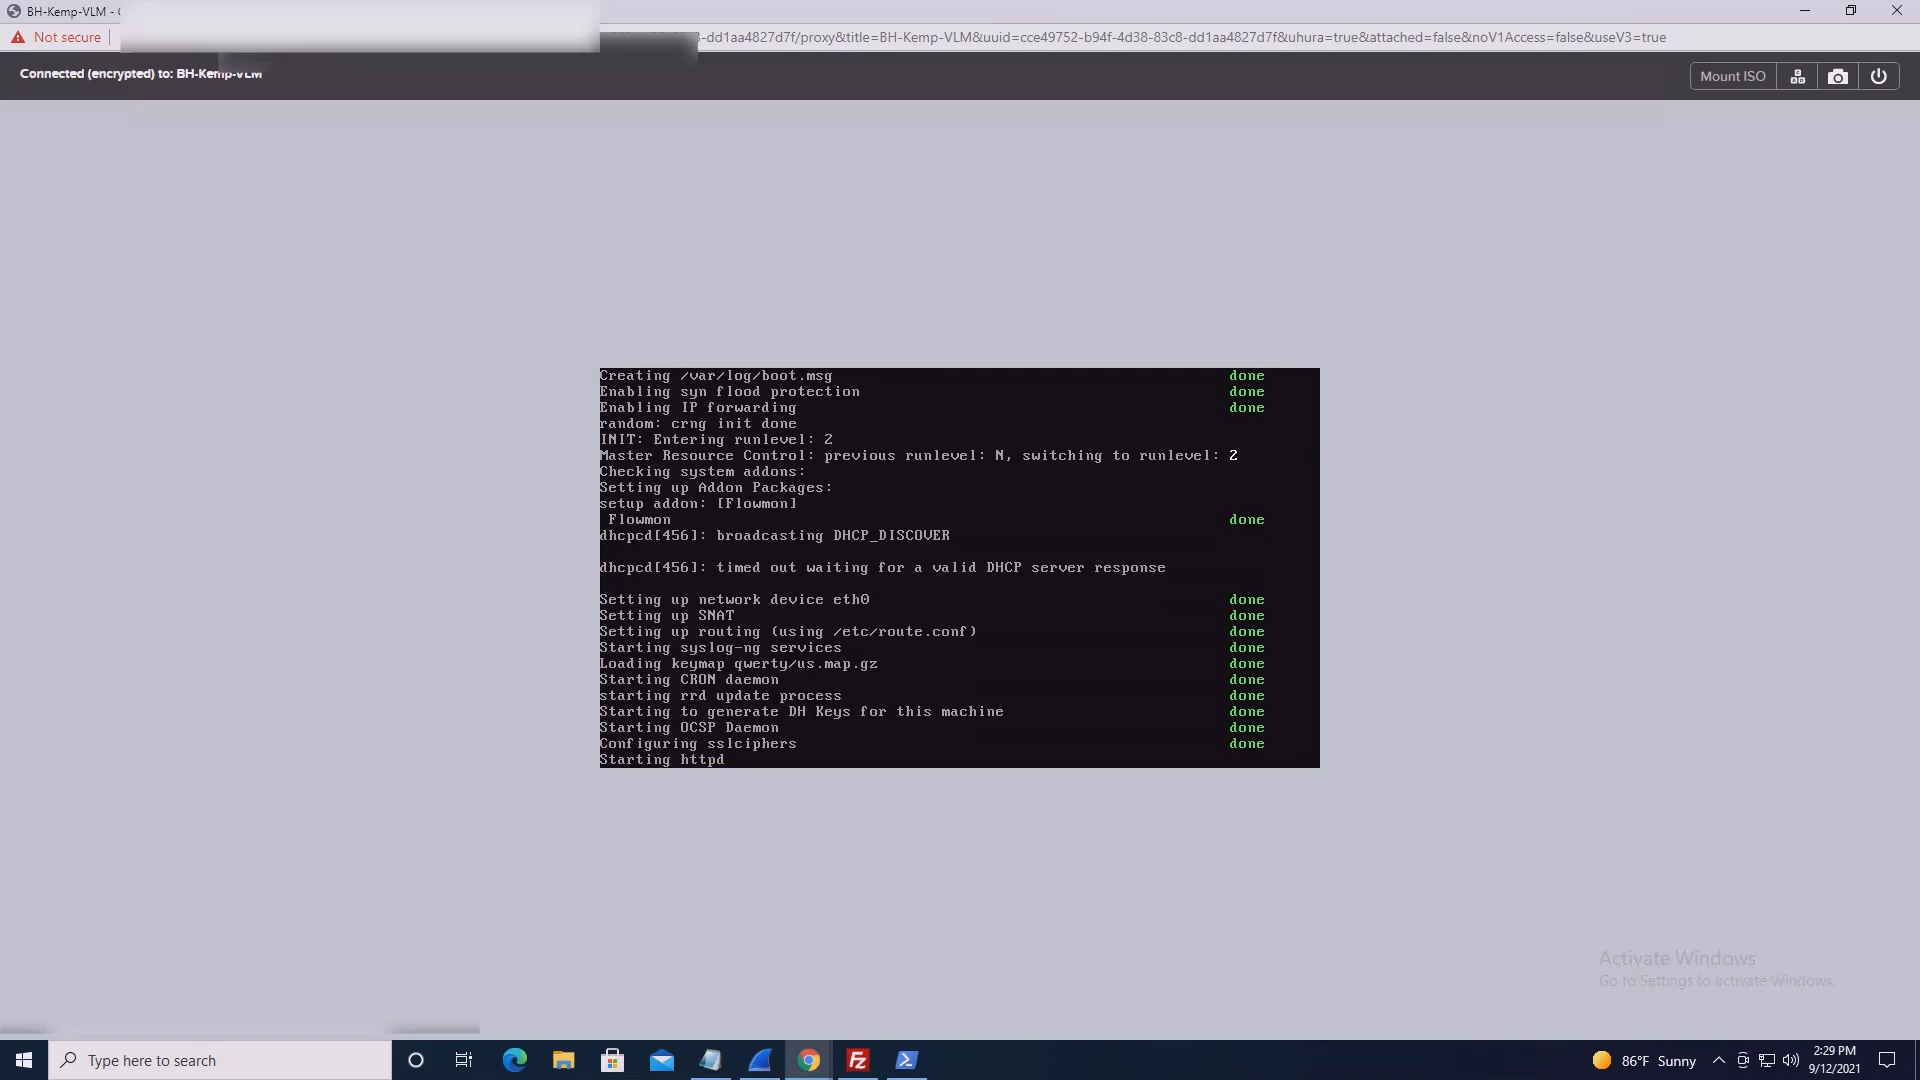 BH-Kemp-VLM -
Not secure
-dd1aa4827d7f/proxy&title=BH-Kemp-VLM&uuid=cce49752-b94f-4d38-83c8-dd1aa4827d7f&uhura=true&attached=false&noV1Access=false&useV3=true
Connected (encrypted) to: BH-Kemp-VLM
Mount ISO
Creating /var/log/boot.msg done
Enabling syn flood protection done
Enabling IP forwarding done
random: crng init done
INIT: Entering runlevel: 2
Master Resource Control: previous runlevel: N, switching to runlevel: 2
Checking system addons:
Setting up Addon Packages:
setup addon: [Flowmon]
Flowmon done
dhcpcd[456]: broadcasting DHCP_DISCOVER
dhcpcd[456]: timed out waiting for a valid DHCP server response
Setting up network device eth0 done
Setting up SNAT done
Setting up routing (using /etc/route.conf) done
Starting syslog-ng services done
Loading keymap qwerty/us.map.gz done
Starting CRON daemon done
starting rrd update process done
Starting to generate DH Keys for this machine done
Starting OCSP Daemon done
Configuring sslciphers done
Starting httpd
Activate Windows
Go to Settings to activate Windows.
Type here to search
86°F Sunny
2:29 PM
9/12/2021